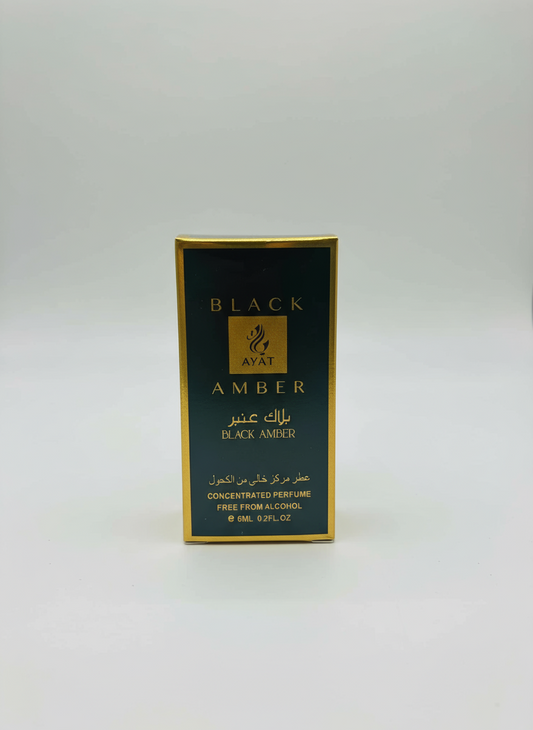 BLACK
AYAT
AMBER
بلاك عنبر
BLACK AMBER
عطر مركز خالي من الكحول
CONCENTRATED PERFUME
FREE FROM ALCOHOL
e 6ML 0.2FL.OZ